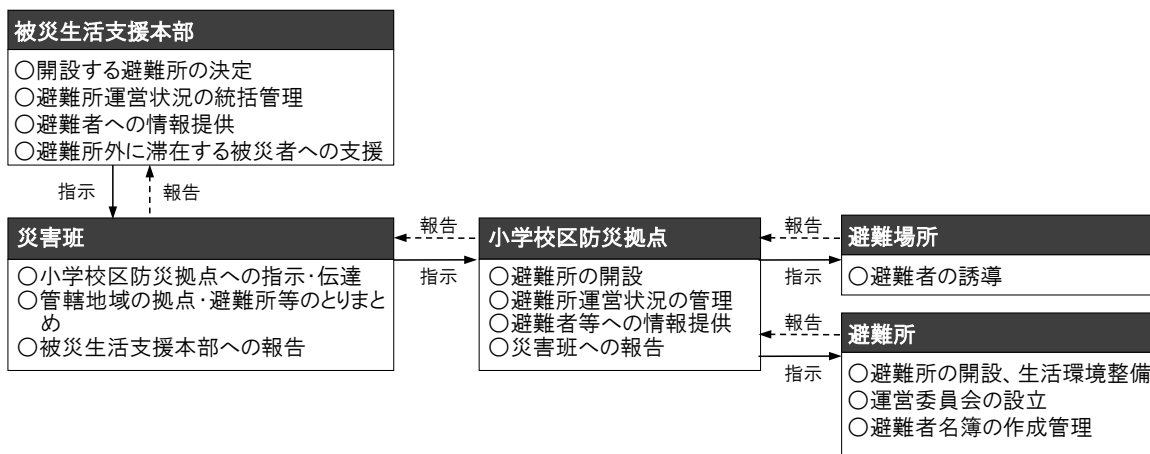 被災生活支援本部
○開設する避難所の決定
○避難所運営状況の統括管理
○避難者への情報提供
○避難所外に滞在する被災者への支援
指示
報告
災害班
○小学校区防災拠点への指示・伝達
○管轄地域の拠点・避難所等のとりまと
め
○被災生活支援本部への報告
報告
指示
小学校区防災拠点
○避難所の開設
○避難所運営状況の管理
○避難者等への情報提供
○災害班への報告
報告
指示
避難場所
○避難者の誘導
報告
指示
避難所
○避難所の開設、生活環境整備
○運営委員会の設立
○避難者名簿の作成管理